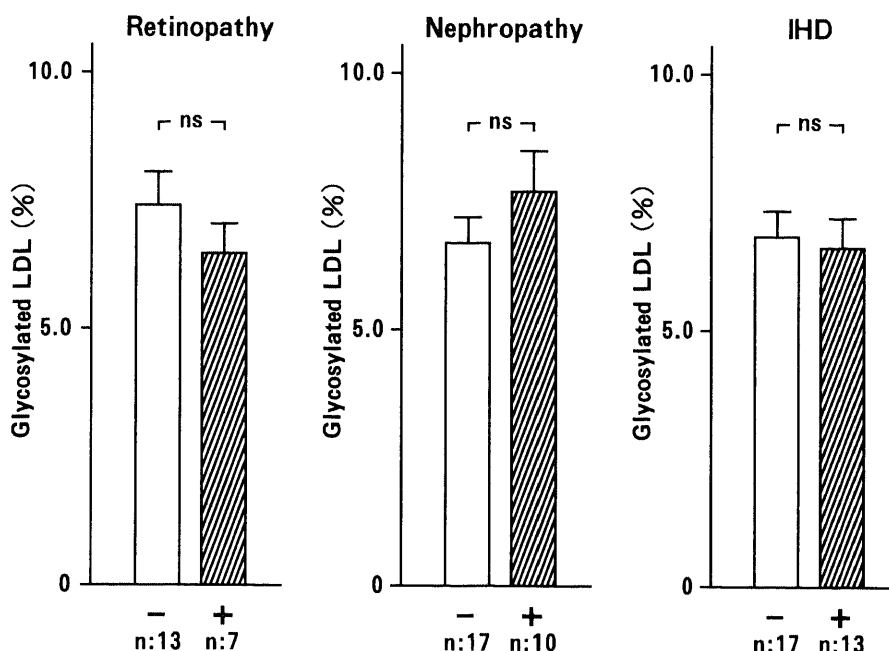 Retinopathy
10.0
ns
Glycosylated LDL (%)
5.0
0
− +
n:13 n:7
Nephropathy
10.0
ns
Glycosylated LDL (%)
5.0
0
− +
n:17 n:10
IHD
10.0
ns
Glycosylated LDL (%)
5.0
0
− +
n:17 n:13